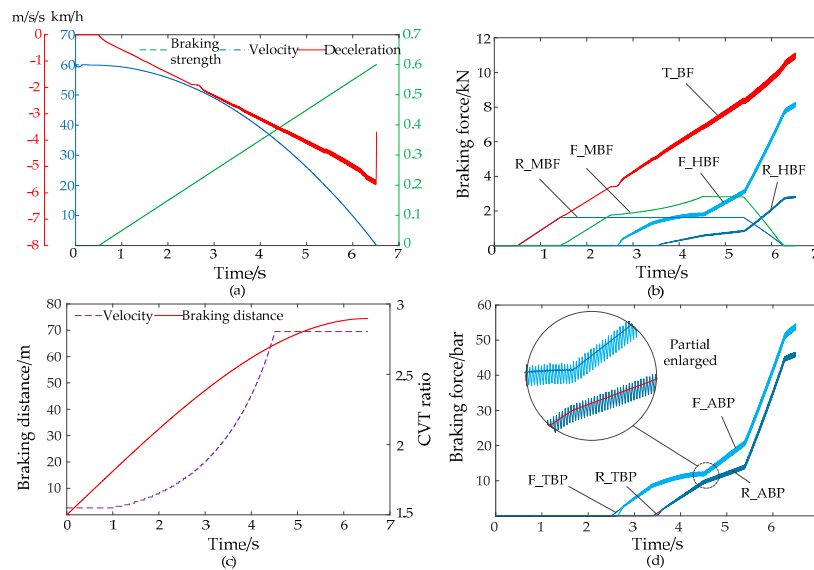 m/s/s km/h
Braking strength
Velocity
Deceleration
0
-1
-2
-3
-4
-5
-6
-7
-8
70
60
50
40
30
20
10
0.7
0.6
0.5
0.4
0.3
0.2
0.1
0
0 1 2 3 4 5 6 7
Time/s
(a)
Braking force/kN
12
10
8
6
4
2
0
T_BF
F_MBF
R_MBF
F_HBF
R_HBF
0 1 2 3 4 5 6 7
Time/s
(b)
Braking distance/m
80
70
60
50
40
30
20
10
0
Velocity
Braking distance
3
2.5
2
1.5
CVT ratio
0 1 2 3 4 5 6 7
Time/s
(c)
Braking force/bar
60
50
40
30
20
10
Partial
enlarged
F_ABP
F_TBP
R_TBP
R_ABP
0 1 2 3 4 5 6 7
Time/s
(d)